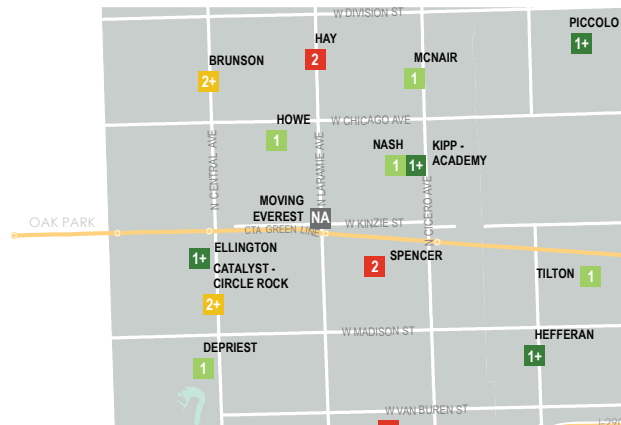 W DIVISION ST
PICCOLO
1+
HAY
2
BRUNSON
2+
MCNAIR
1
HOWE
1
W CHICAGO AVE
N CENTRAL AVE
N LARAMIE AVE
NASH
1
1+
KIPP -
ACADEMY
N CICERO AVE
MOVING
EVEREST
NA
OAK PARK
CTA GREEN LINE
W KINZIE ST
ELLINGTON
1+
CATALYST -
CIRCLE ROCK
2+
SPENCER
2
TILTON
1
W MADISON ST
HEFFERAN
1+
DEPRIEST
1
W VAN BUREN ST
I-290